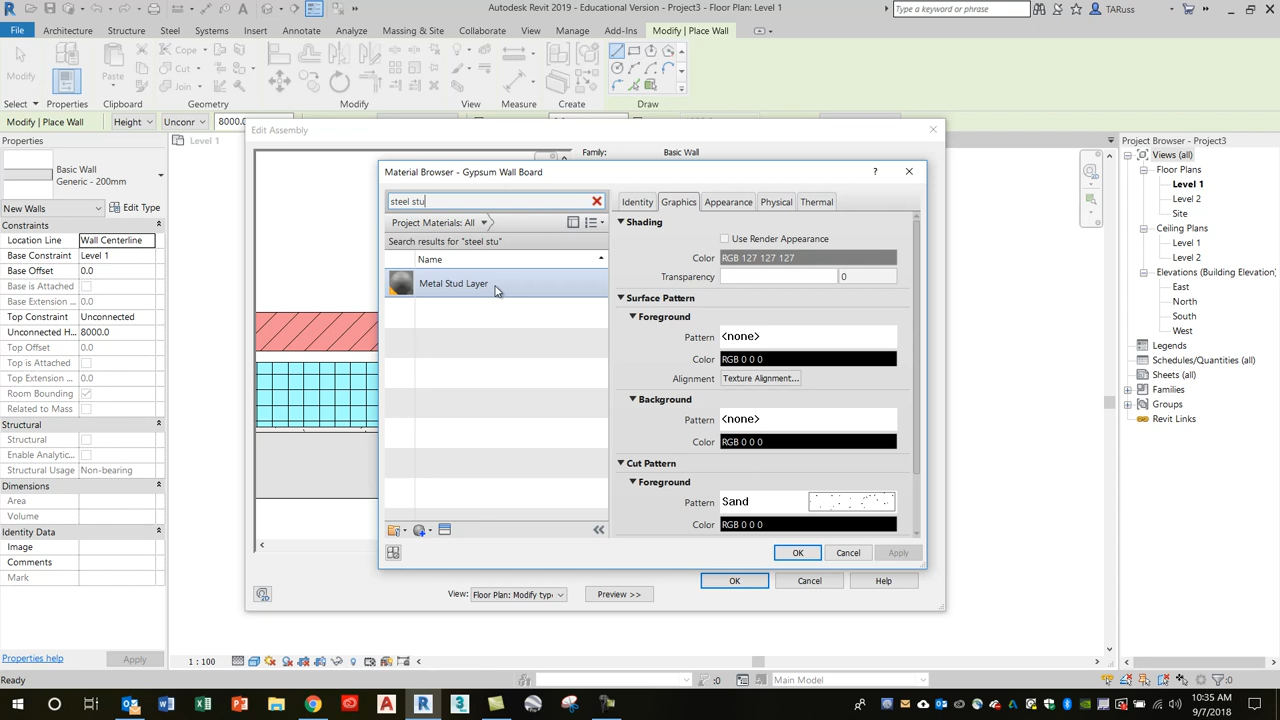 Autodesk Revit 2019 - Educational Version - Project3 - Floor Plan: Level 1
Type a keyword or phrase
TARuss
File Architecture Structure Steel Systems Insert Annotate Analyze Massing & Site Collaborate View Manage Add-Ins Modify | Place Wall
Modify Paste Cope Cut Join
Select Properties Clipboard Geometry Modify View Measure Create Draw
Modify | Place Wall Height Unconr 8000.0
Properties
Basic Wall
Generic - 200mm
New Walls Edit Type
Constraints
Location Line Wall Centerline
Base Constraint Level 1
Base Offset 0.0
Base is Attached
Base Extension 0.0
Top Constraint Unconnected
Unconnected H... 8000.0
Top Offset 0.0
Top is Attached
Top Extension ... 0.0
Room Bounding
Related to Mass
Structural
Structural
Enable Analytic...
Structural Usage Non-bearing
Dimensions
Area
Volume
Identity Data
Image
Comments
Mark
Properties help Apply
Level 1
Edit Assembly
Family: Basic Wall
Material Browser - Gypsum Wall Board
steel stu
Project Materials: All
Search results for "steel stu"
Name
Metal Stud Layer
Identity Graphics Appearance Physical Thermal
Shading
Use Render Appearance
Color RGB 127 127 127
Transparency 0
Surface Pattern
Foreground
Pattern <none>
Color RGB 0 0 0
Alignment Texture Alignment...
Background
Pattern <none>
Color RGB 0 0 0
Cut Pattern
Foreground
Pattern Sand
Color RGB 0 0 0
OK Cancel Apply
OK Cancel Help
View: Floor Plan: Modify type Preview >>
Project Browser - Project3
Views (all)
Floor Plans
Level 1
Level 2
Site
Ceiling Plans
Level 1
Level 2
Elevations (Building Elevation)
East
North
South
West
Legends
Schedules/Quantities (all)
Sheets (all)
Families
Groups
Revit Links
1 : 100
Ready :0 Main Model :0
10:35 AM
9/7/2018